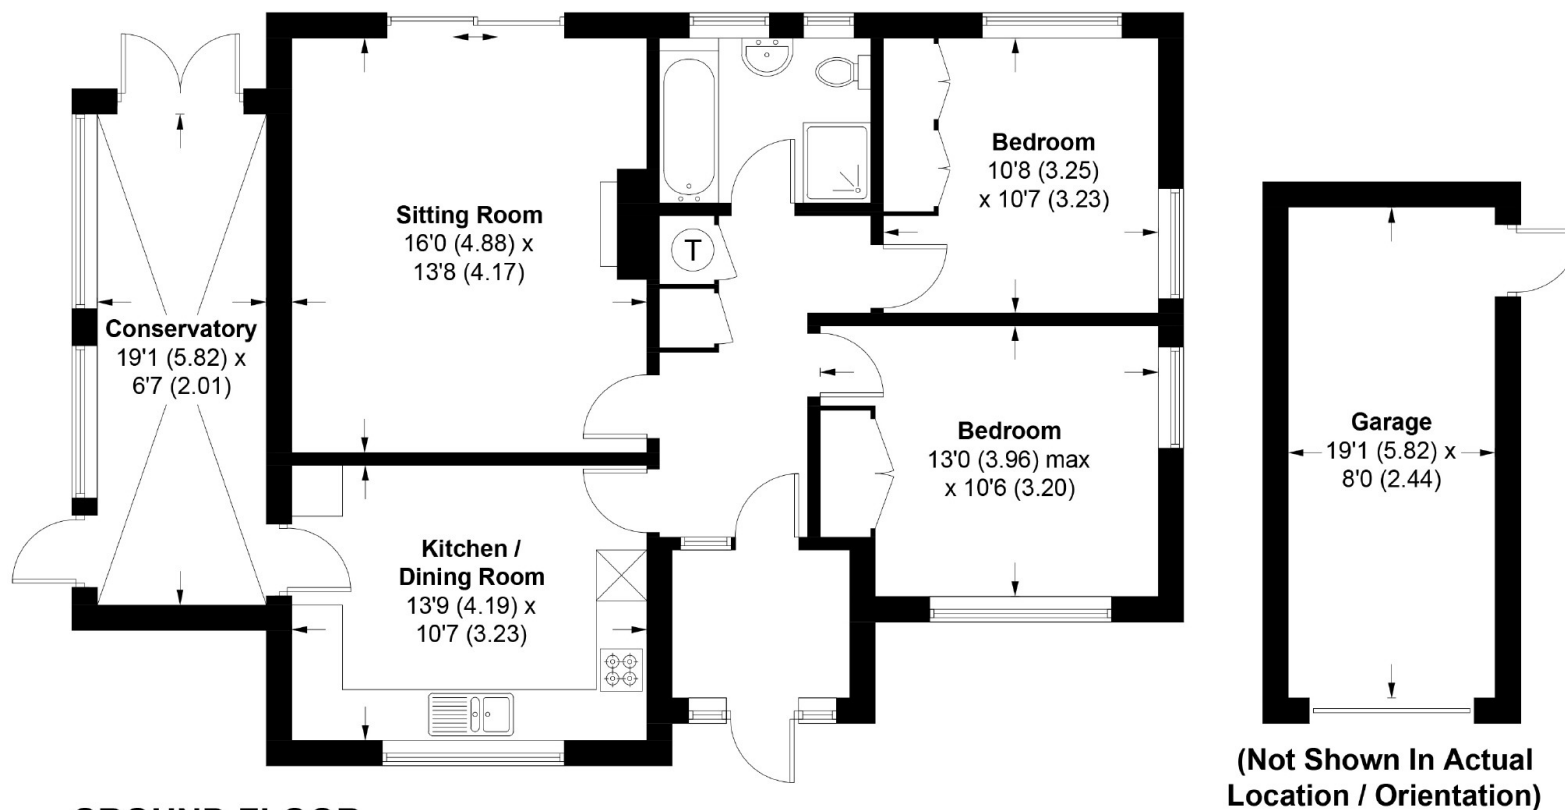 Sitting Room
16'0 (4.88) x
13'8 (4.17)
T
Bedroom
10'8 (3.25)
x 10'7 (3.23)
Conservatory
19'1 (5.82) x
6'7 (2.01)
Bedroom
13'0 (3.96) max
x 10'6 (3.20)
Garage
19'1 (5.82) x
8'0 (2.44)
Kitchen /
Dining Room
13'9 (4.19) x
10'7 (3.23)
(Not Shown In Actual
Location / Orientation)
GROUND FLOOR